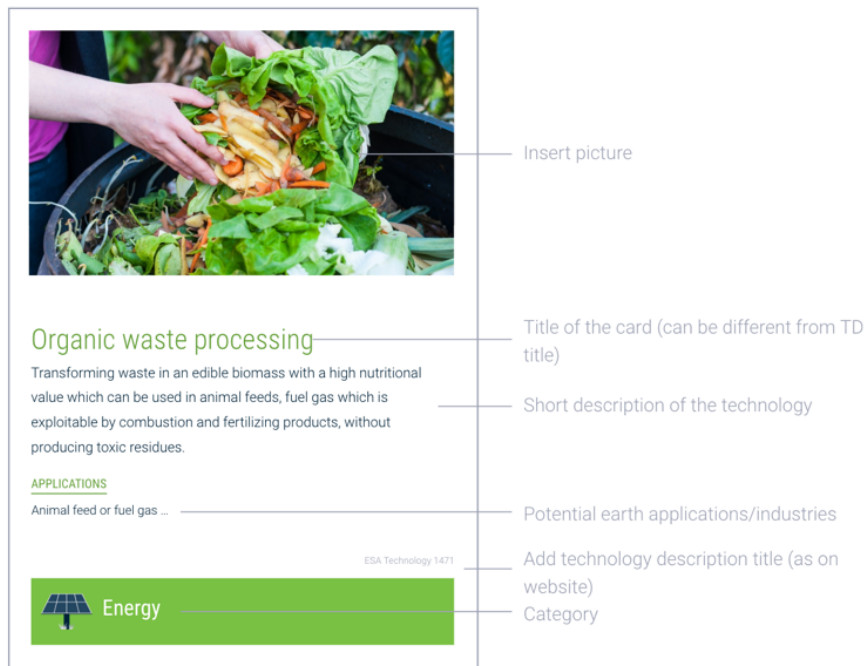 Insert picture
Organic waste processing
Title of the card (can be different from TD
title)
Transforming waste in an edible biomass with a high nutritional
value which can be used in animal feeds, fuel gas which is
exploitable by combustion and fertilizing products, without
producing toxic residues.
Short description of the technology
APPLICATIONS
Animal feed or fuel gas ...
Potential earth applications/industries
ESA Technology 1471
Add technology description title (as on
website)
Energy
Category